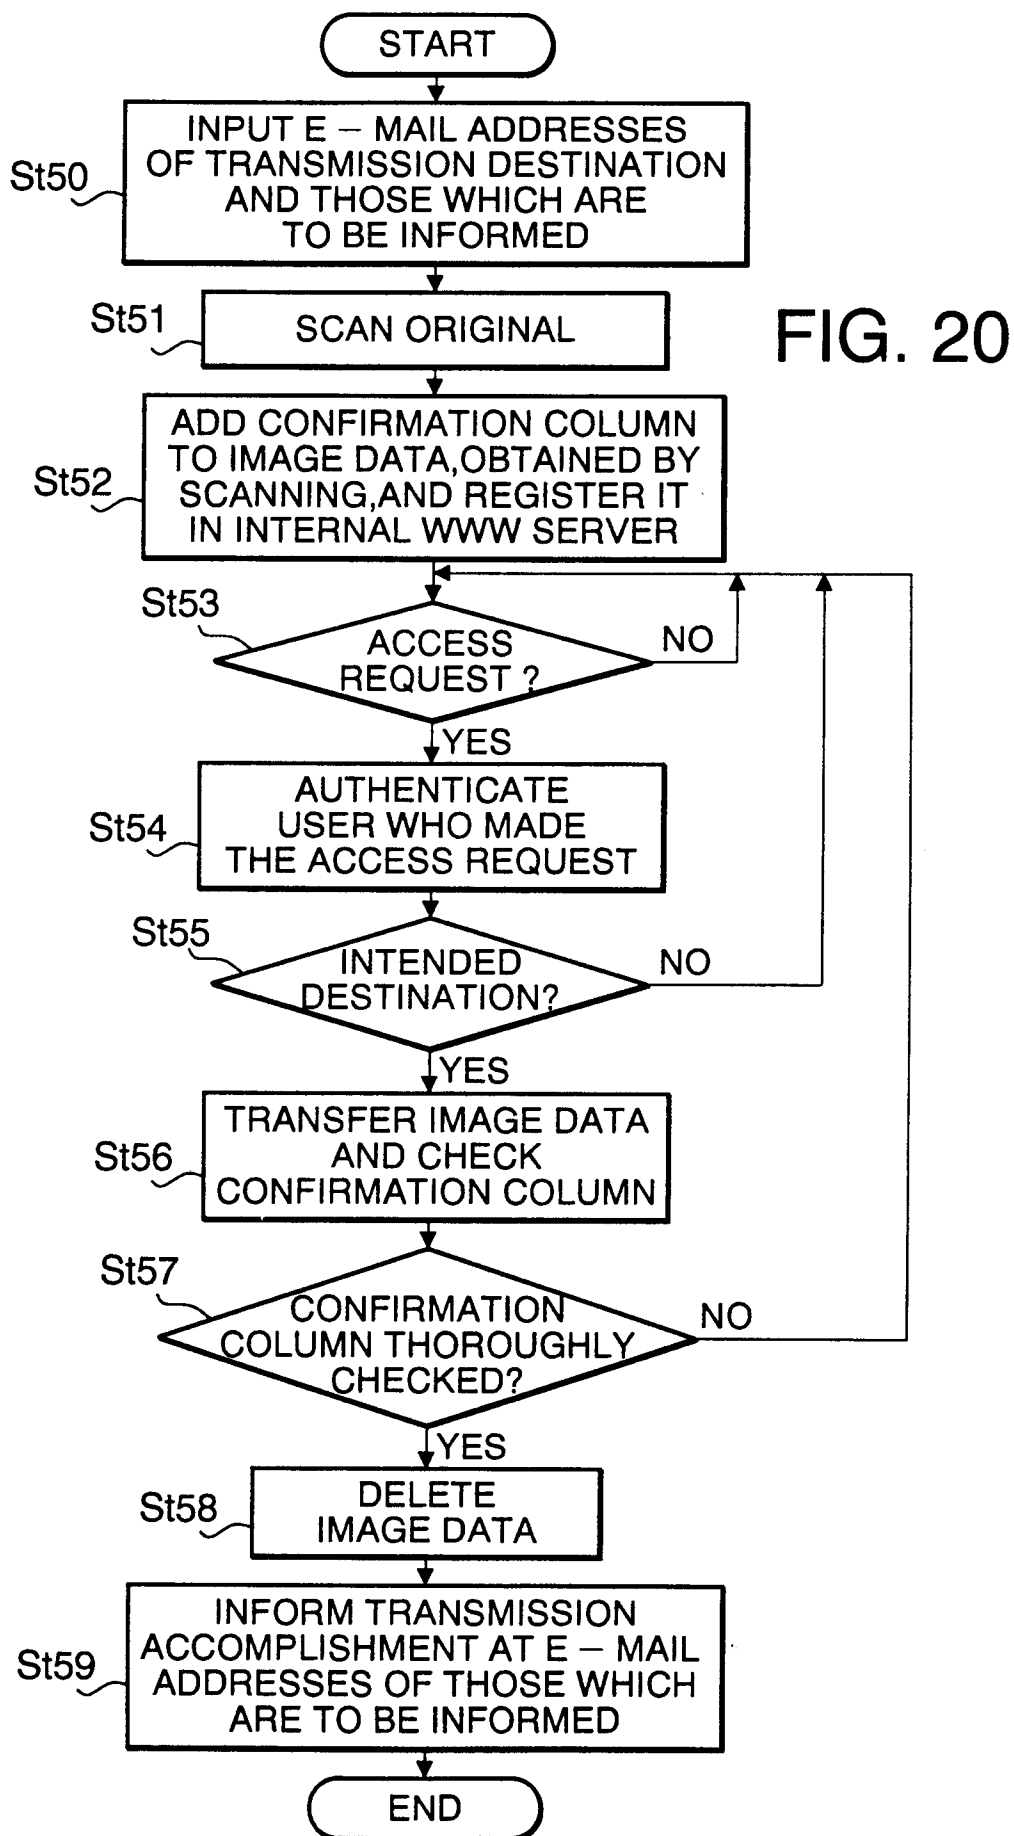 START
St50
INPUT E – MAIL ADDRESSES
OF TRANSMISSION DESTINATION
AND THOSE WHICH ARE
TO BE INFORMED
St51
SCAN ORIGINAL
FIG. 20
St52
ADD CONFIRMATION COLUMN
TO IMAGE DATA,OBTAINED BY
SCANNING,AND REGISTER IT
IN INTERNAL WWW SERVER
St53
ACCESS
REQUEST ?
NO
YES
St54
AUTHENTICATE
USER WHO MADE
THE ACCESS REQUEST
St55
INTENDED
DESTINATION?
NO
YES
St56
TRANSFER IMAGE DATA
AND CHECK
CONFIRMATION COLUMN
St57
CONFIRMATION
COLUMN THOROUGHLY
CHECKED?
NO
YES
St58
DELETE
IMAGE DATA
St59
INFORM TRANSMISSION
ACCOMPLISHMENT AT E – MAIL
ADDRESSES OF THOSE WHICH
ARE TO BE INFORMED
END